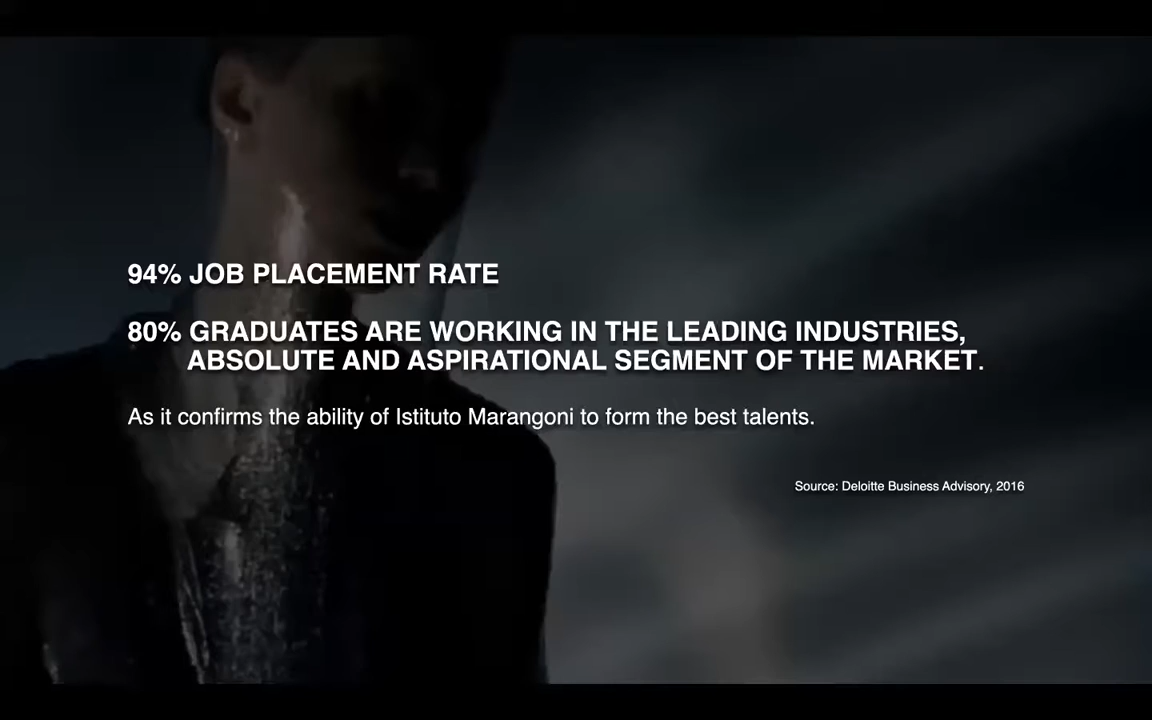 94% JOB PLACEMENT RATE
80% GRADUATES ARE WORKING IN THE LEADING INDUSTRIES,
ABSOLUTE AND ASPIRATIONAL SEGMENT OF THE MARKET.
As it confirms the ability of Istituto Marangoni to form the best talents.
Source: Deloitte Business Advisory, 2016